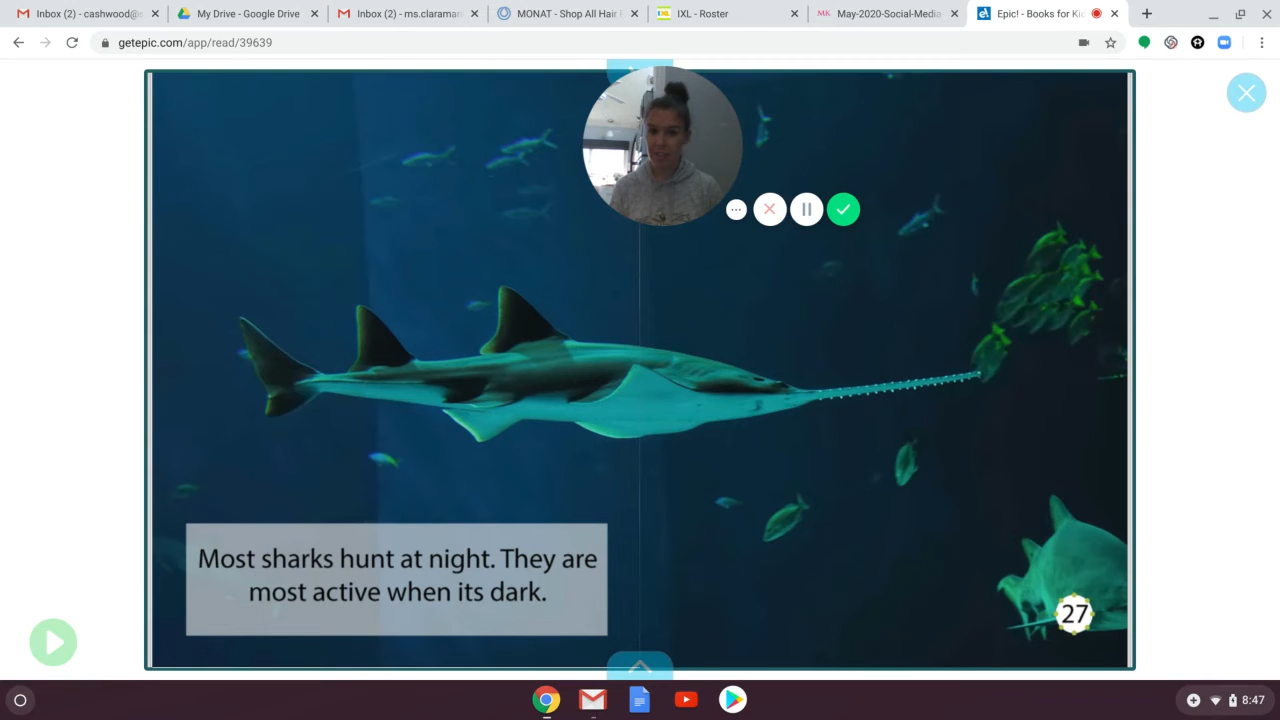 Inbox (2) - cashwood@s
My Drive - Google Drive
Inbox (2) - ms.claraman
MONAT - Shop All Hair P
IXL - Roster
MK May-2020-Social-Media-
Epic! - Books for Kid
getepic.com/app/read/39639
Most sharks hunt at night. They are
most active when its dark.
27
8:47